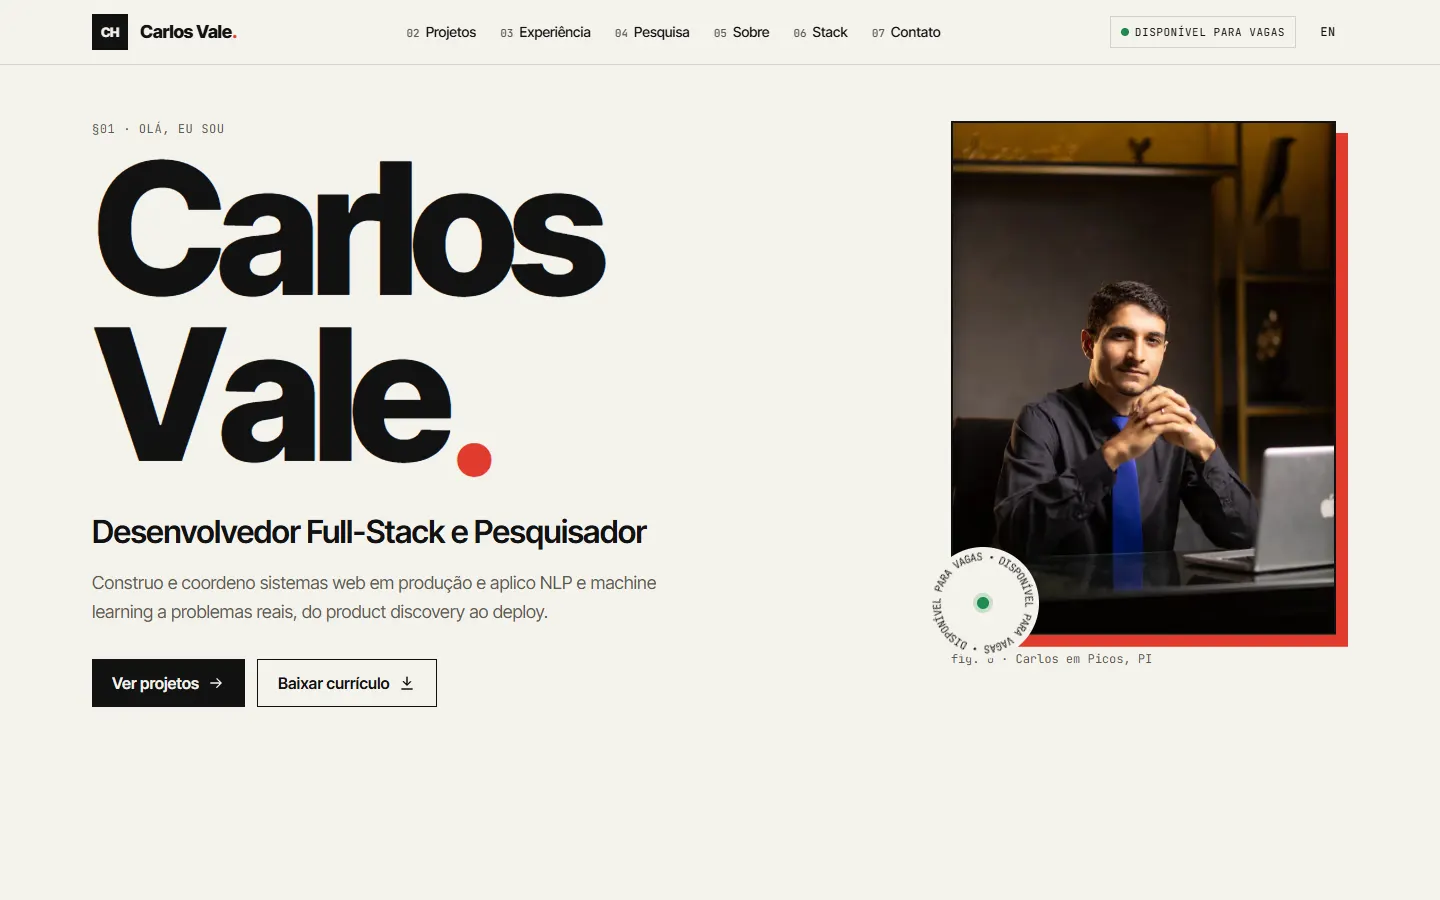 CH
Carlos Vale.
02 Projetos
03 Experiência
04 Pesquisa
05 Sobre
06 Stack
07 Contato
DISPONÍVEL PARA VAGAS
EN
§01 · OLÁ, EU SOU
Carlos
Vale.
Desenvolvedor Full-Stack e Pesquisador
Construo e coordeno sistemas web em produção e aplico NLP e machine
learning a problemas reais, do product discovery ao deploy.
Ver projetos →
Baixar currículo
DISPONÍVEL PARA VAGAS • DISPONÍVEL PARA VAGAS •
fig. · Carlos em Picos, PI